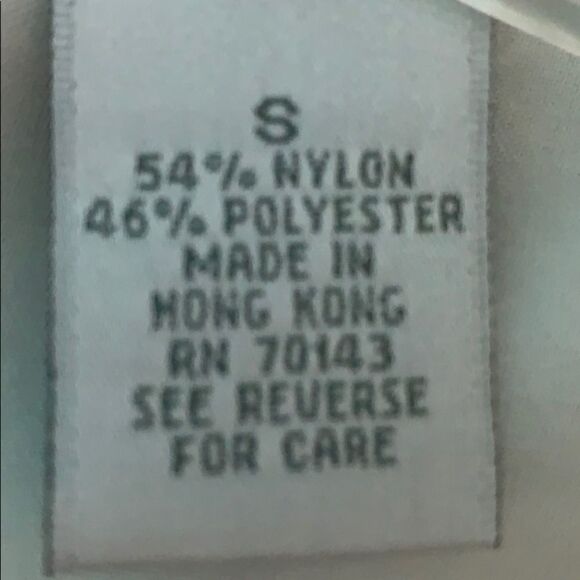 S
54% NYLON
46% POLYESTER
MADE IN
HONG KONG
RN 70143
SEE REVERSE
FOR CARE